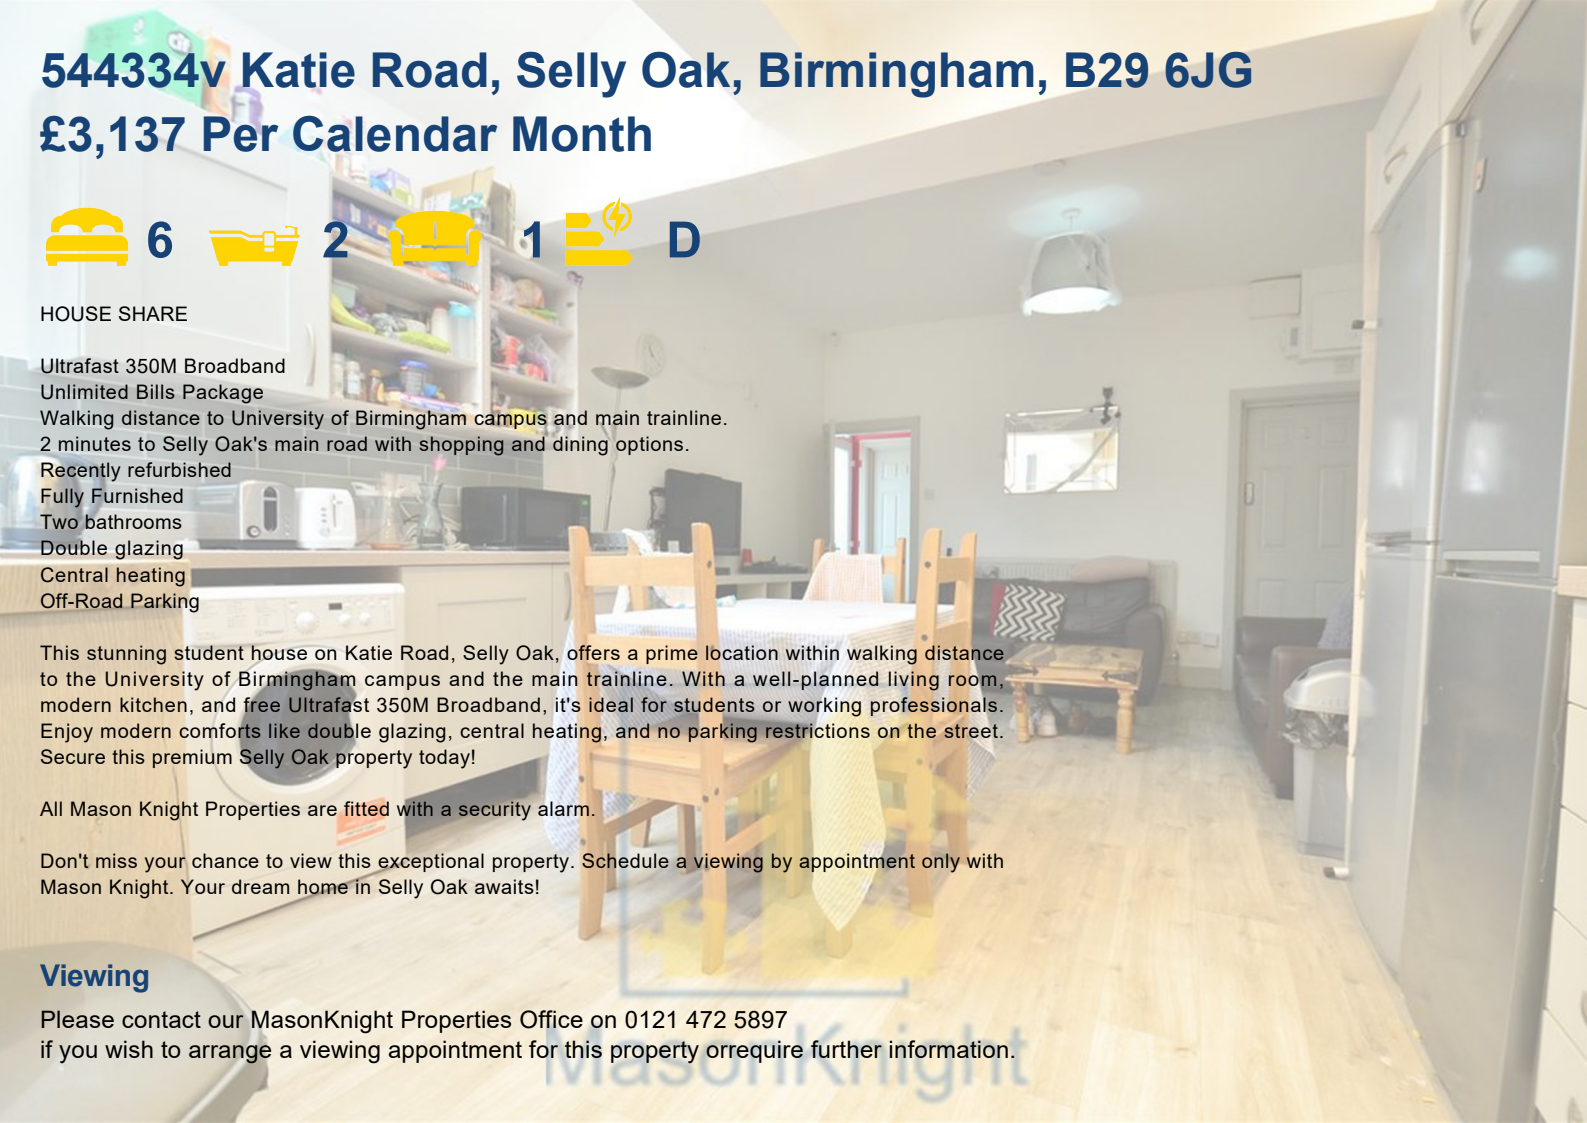 544334v Katie Road, Selly Oak, Birmingham, B29 6JG
£3,137 Per Calendar Month
6 2 1 D
HOUSE SHARE
Ultrafast 350M Broadband
Unlimited Bills Package
Walking distance to University of Birmingham campus and main trainline.
2 minutes to Selly Oak's main road with shopping and dining options.
Recently refurbished
Fully Furnished
Two bathrooms
Double glazing
Central heating
Off-Road Parking
This stunning student house on Katie Road, Selly Oak, offers a prime location within walking distance
to the University of Birmingham campus and the main trainline. With a well-planned living room,
modern kitchen, and free Ultrafast 350M Broadband, it's ideal for students or working professionals.
Enjoy modern comforts like double glazing, central heating, and no parking restrictions on the street.
Secure this premium Selly Oak property today!
All Mason Knight Properties are fitted with a security alarm.
Don't miss your chance to view this exceptional property. Schedule a viewing by appointment only with
Mason Knight. Your dream home in Selly Oak awaits!
Viewing
Please contact our MasonKnight Properties Office on 0121 472 5897
if you wish to arrange a viewing appointment for this property orrequire further information.
MasonKnight